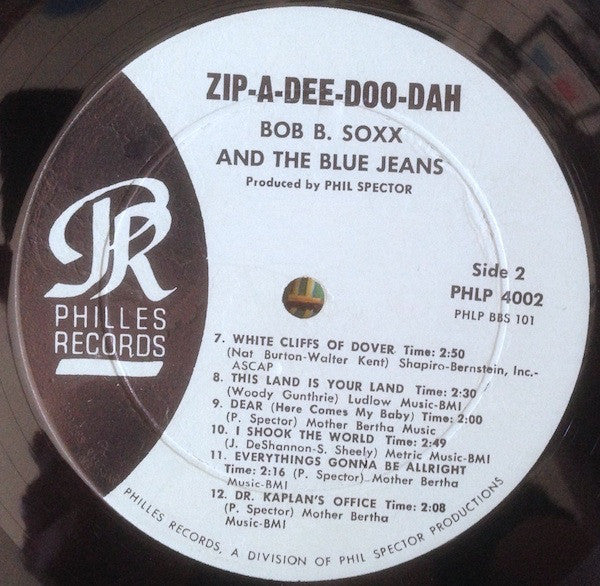 ZIP-A-DEE-DOO-DAH
BOB B. SOXX
AND THE BLUE JEANS
Produced by PHIL SPECTOR
PR
PHILLES
RECORDS
Side 2
PHLP 4002
PHLP BBS 101
7. WHITE CLIFFS OF DOVER Time: 2:50
(Nat Burton-Walter Kent) Shapiro-Bernstein, Inc.-
ASCAP
8. THIS LAND IS YOUR LAND Time: 2:30
(Woody Gunthrie) Ludlow Music-BMI
9. DEAR (Here Comes My Baby) Time: 2:00
(P. Spector) Mother Bertha Music
10. I SHOOK THE WORLD Time: 2:49
(J. DeShannon-S. Sheely) Metric Music-BMI
11. EVERYTHINGS GONNA BE ALLRIGHT
Time: 2:16 (P. Spector) Mother Bertha
Music-BMI
12. DR. KAPLAN'S OFFICE Time: 2:08
(P. Spector) Mother Bertha
Music-BMI
PHILLES RECORDS, A DIVISION OF PHIL SPECTOR PRODUCTIONS